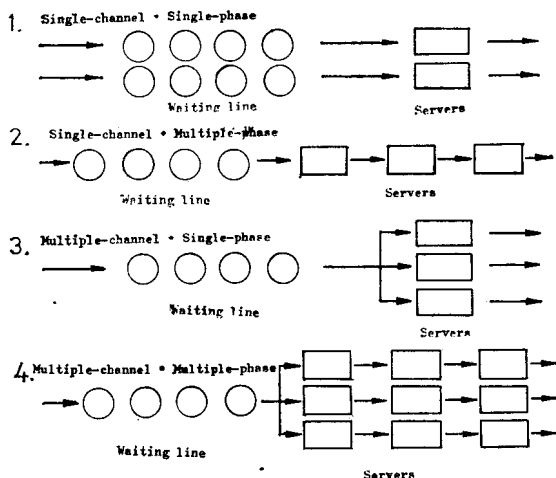 1. Single-channel • Single-phase
Waiting line Servers
2. Single-channel • Multiple-phase
Waiting line Servers
3. Multiple-channel • Single-phase
Waiting line
Servers
4. Multiple-channel • Multiple-phase
Waiting line
Servers